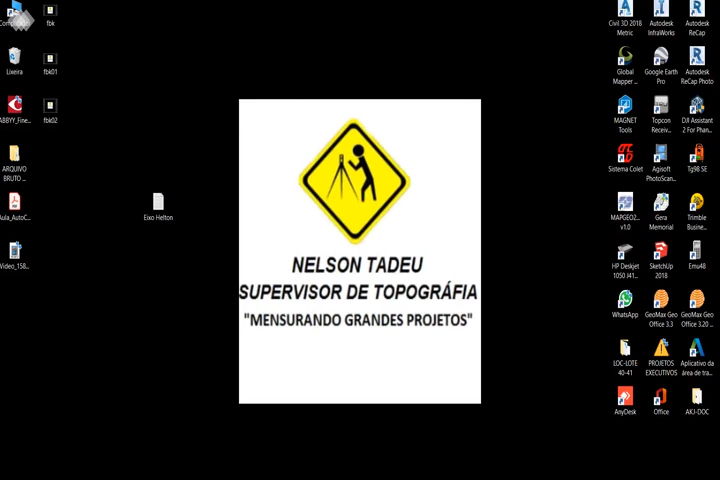 fbk
Lixeira
fbk01
ABBYY_Fine...
fbk02
ARQUIVO
BRUTO ...
Aula_AutoC...
Eixo Helton
Vídeo_158...
NELSON TADEU
SUPERVISOR DE TOPOGRÁFIA
"MENSURANDO GRANDES PROJETOS"
Civil 3D 2018
Metric
Autodesk
InfraWorks
Autodesk
ReCap
Global
Mapper ...
Google Earth
Pro
Autodesk
ReCap Photo
MAGNET
Tools
Topcon
Receiv...
DJI Assistant
2 For Phan...
Sistema Colet
Agisoft
PhotoScan...
Tg98 SE
MAPGEO2...
v1.0
Gera
Memorial
Trimble
Busine...
HP Deskjet
1050 J41...
SketchUp
2018
Emu48
WhatsApp
GeoMax Geo
Office 3.3
GeoMax Geo
Office 3.20 ...
LOC-LOTE
40-41
PROJETOS
EXECUTIVOS
Aplicativo da
área de tra...
AnyDesk
Office
AKJ-DOC